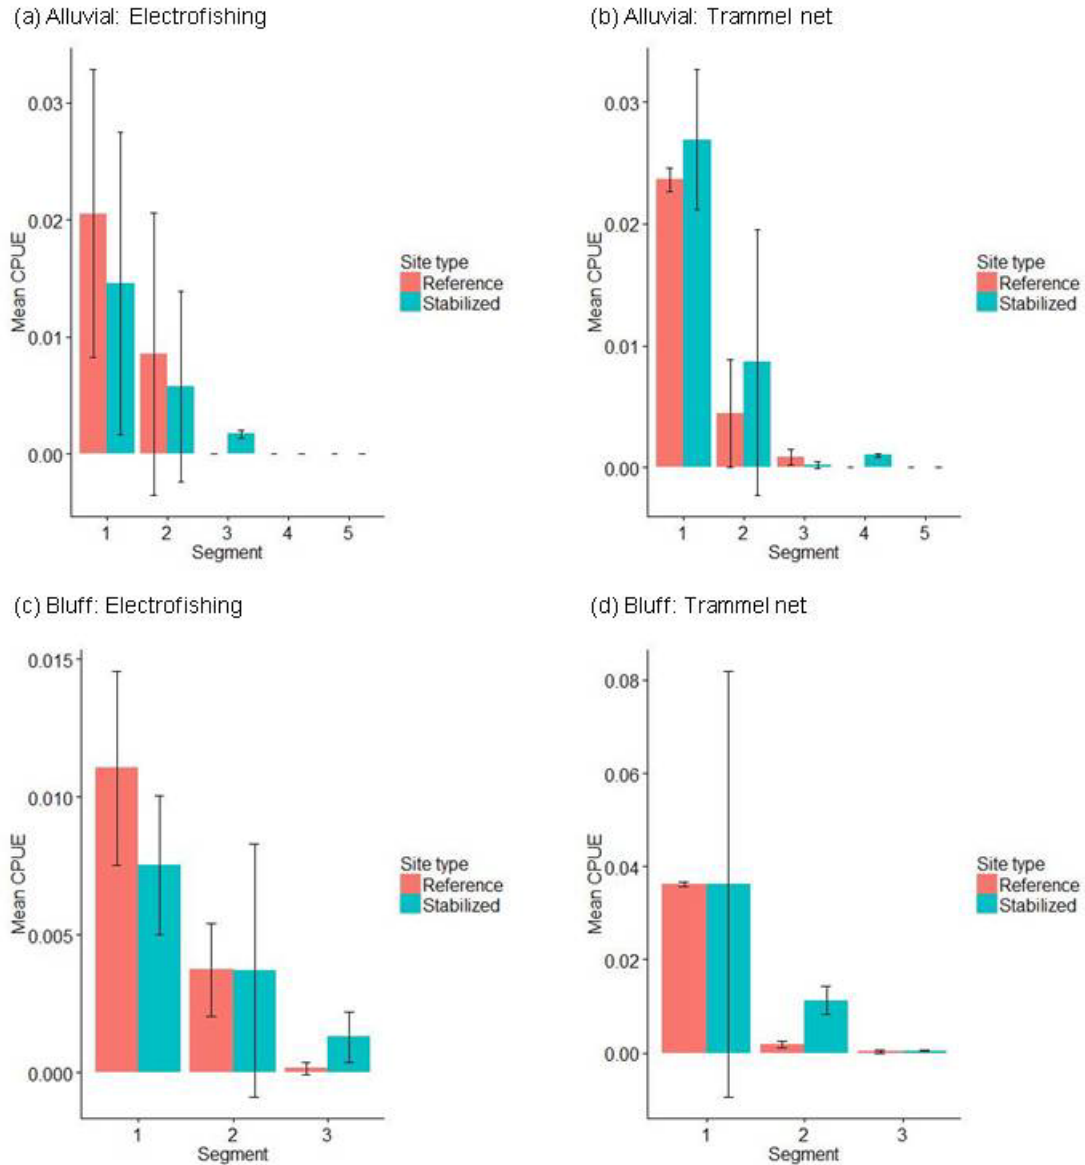 (a) Alluvial: Electrofishing
0.03
0.02
0.01
0.00
Mean CPUE
1 2 3 4 5
Segment
Site type
Reference
Stabilized
(b) Alluvial: Trammel net
0.03
0.02
0.01
0.00
Mean CPUE
1 2 3 4 5
Segment
Site type
Reference
Stabilized
(c) Bluff: Electrofishing
0.015
0.010
0.005
0.000
Mean CPUE
1 2 3
Segment
Site type
Reference
Stabilized
(d) Bluff: Trammel net
0.08
0.06
0.04
0.02
0.00
Mean CPUE
1 2 3
Segment
Site type
Reference
Stabilized